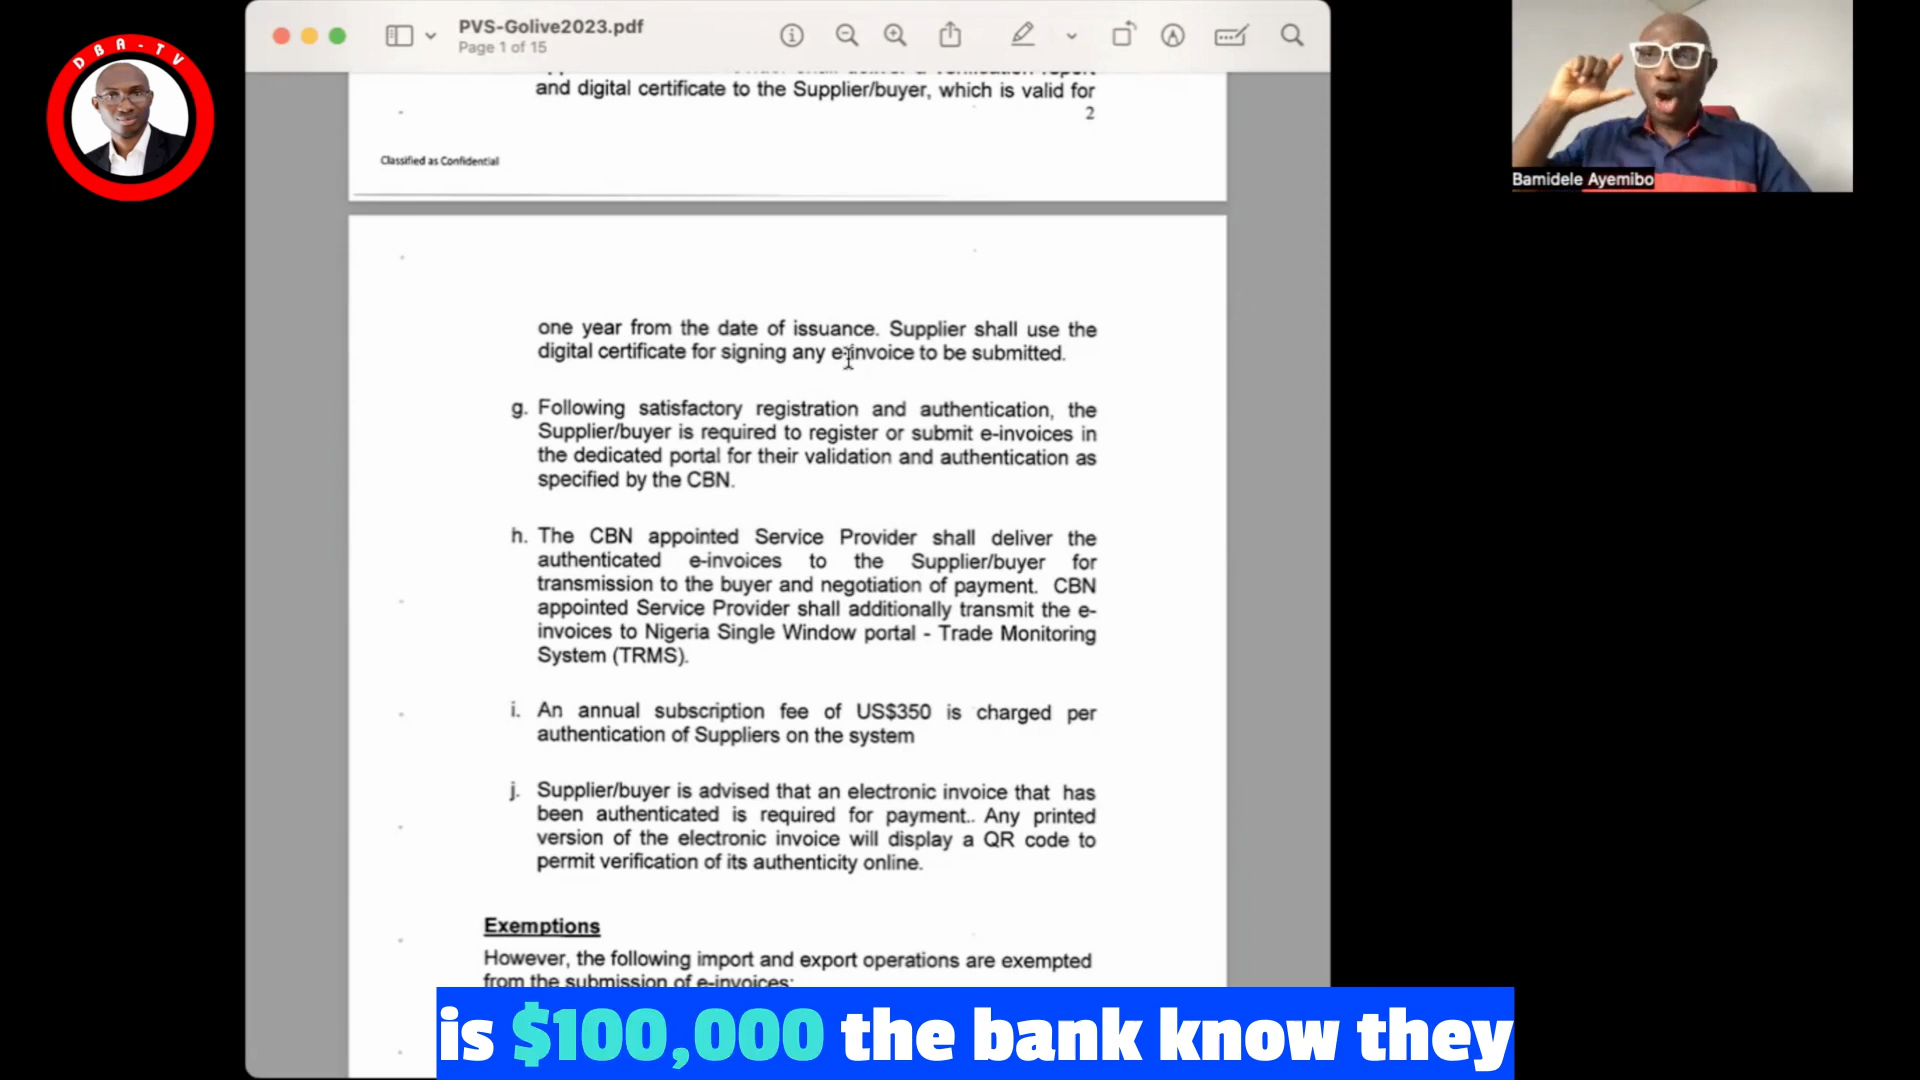 DBA-TV
PVS-Golive2023.pdf
Page 1 of 15
and digital certificate to the Supplier/buyer, which is valid for
2
Classified as Confidential
Bamidele Ayemibo
one year from the date of issuance. Supplier shall use the
digital certificate for signing any e-invoice to be submitted.
g. Following satisfactory registration and authentication, the
Supplier/buyer is required to register or submit e-invoices in
the dedicated portal for their validation and authentication as
specified by the CBN.
h. The CBN appointed Service Provider shall deliver the
authenticated e-invoices to the Supplier/buyer for
transmission to the buyer and negotiation of payment. CBN
appointed Service Provider shall additionally transmit the e-
invoices to Nigeria Single Window portal - Trade Monitoring
System (TRMS).
i. An annual subscription fee of US$350 is charged per
authentication of Suppliers on the system
j. Supplier/buyer is advised that an electronic invoice that has
been authenticated is required for payment.. Any printed
version of the electronic invoice will display a QR code to
permit verification of its authenticity online.
Exemptions
However, the following import and export operations are exempted
from the submission of e-invoices:
is $100,000 the bank know they